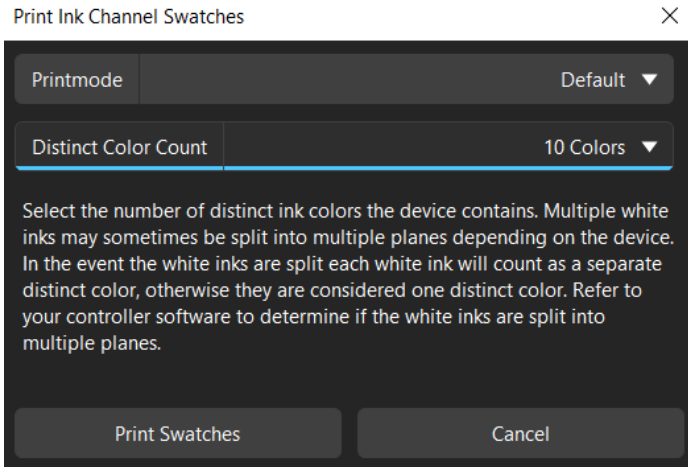 Print Ink Channel Swatches
Printmode Default
Distinct Color Count 10 Colors
Select the number of distinct ink colors the device contains. Multiple white
inks may sometimes be split into multiple planes depending on the device.
In the event the white inks are split each white ink will count as a separate
distinct color, otherwise they are considered one distinct color. Refer to
your controller software to determine if the white inks are split into
multiple planes.
Print Swatches Cancel